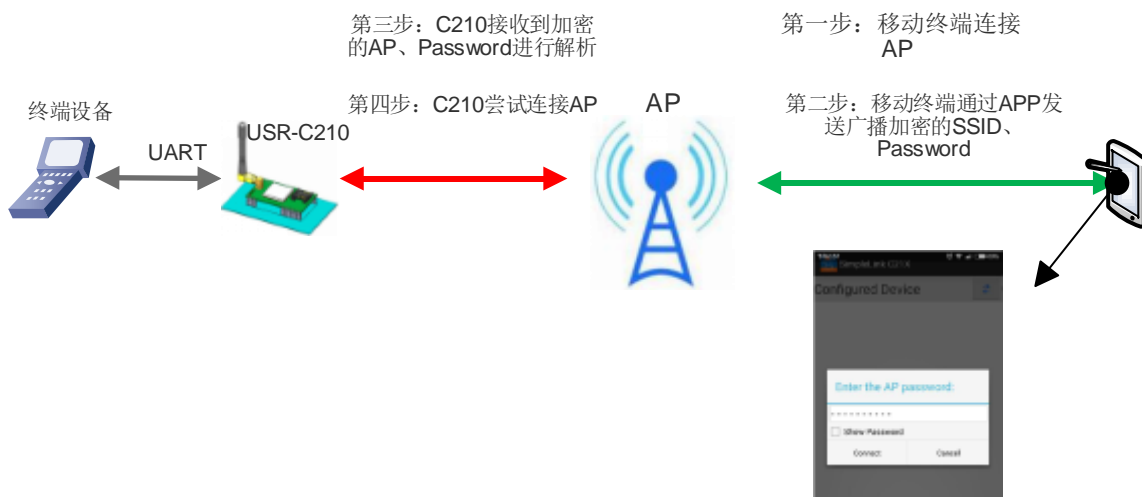 第三步：C210接收到加密
的AP、Password进行解析
第一步：移动终端连接
AP
终端设备
第四步：C210尝试连接AP
AP
第二步：移动终端通过APP发
送广播加密的SSID、
Password
USR-C210
UART
SimpleLink C21X
Configured Device
Enter the AP password:
Show Password
Connect
Cancel